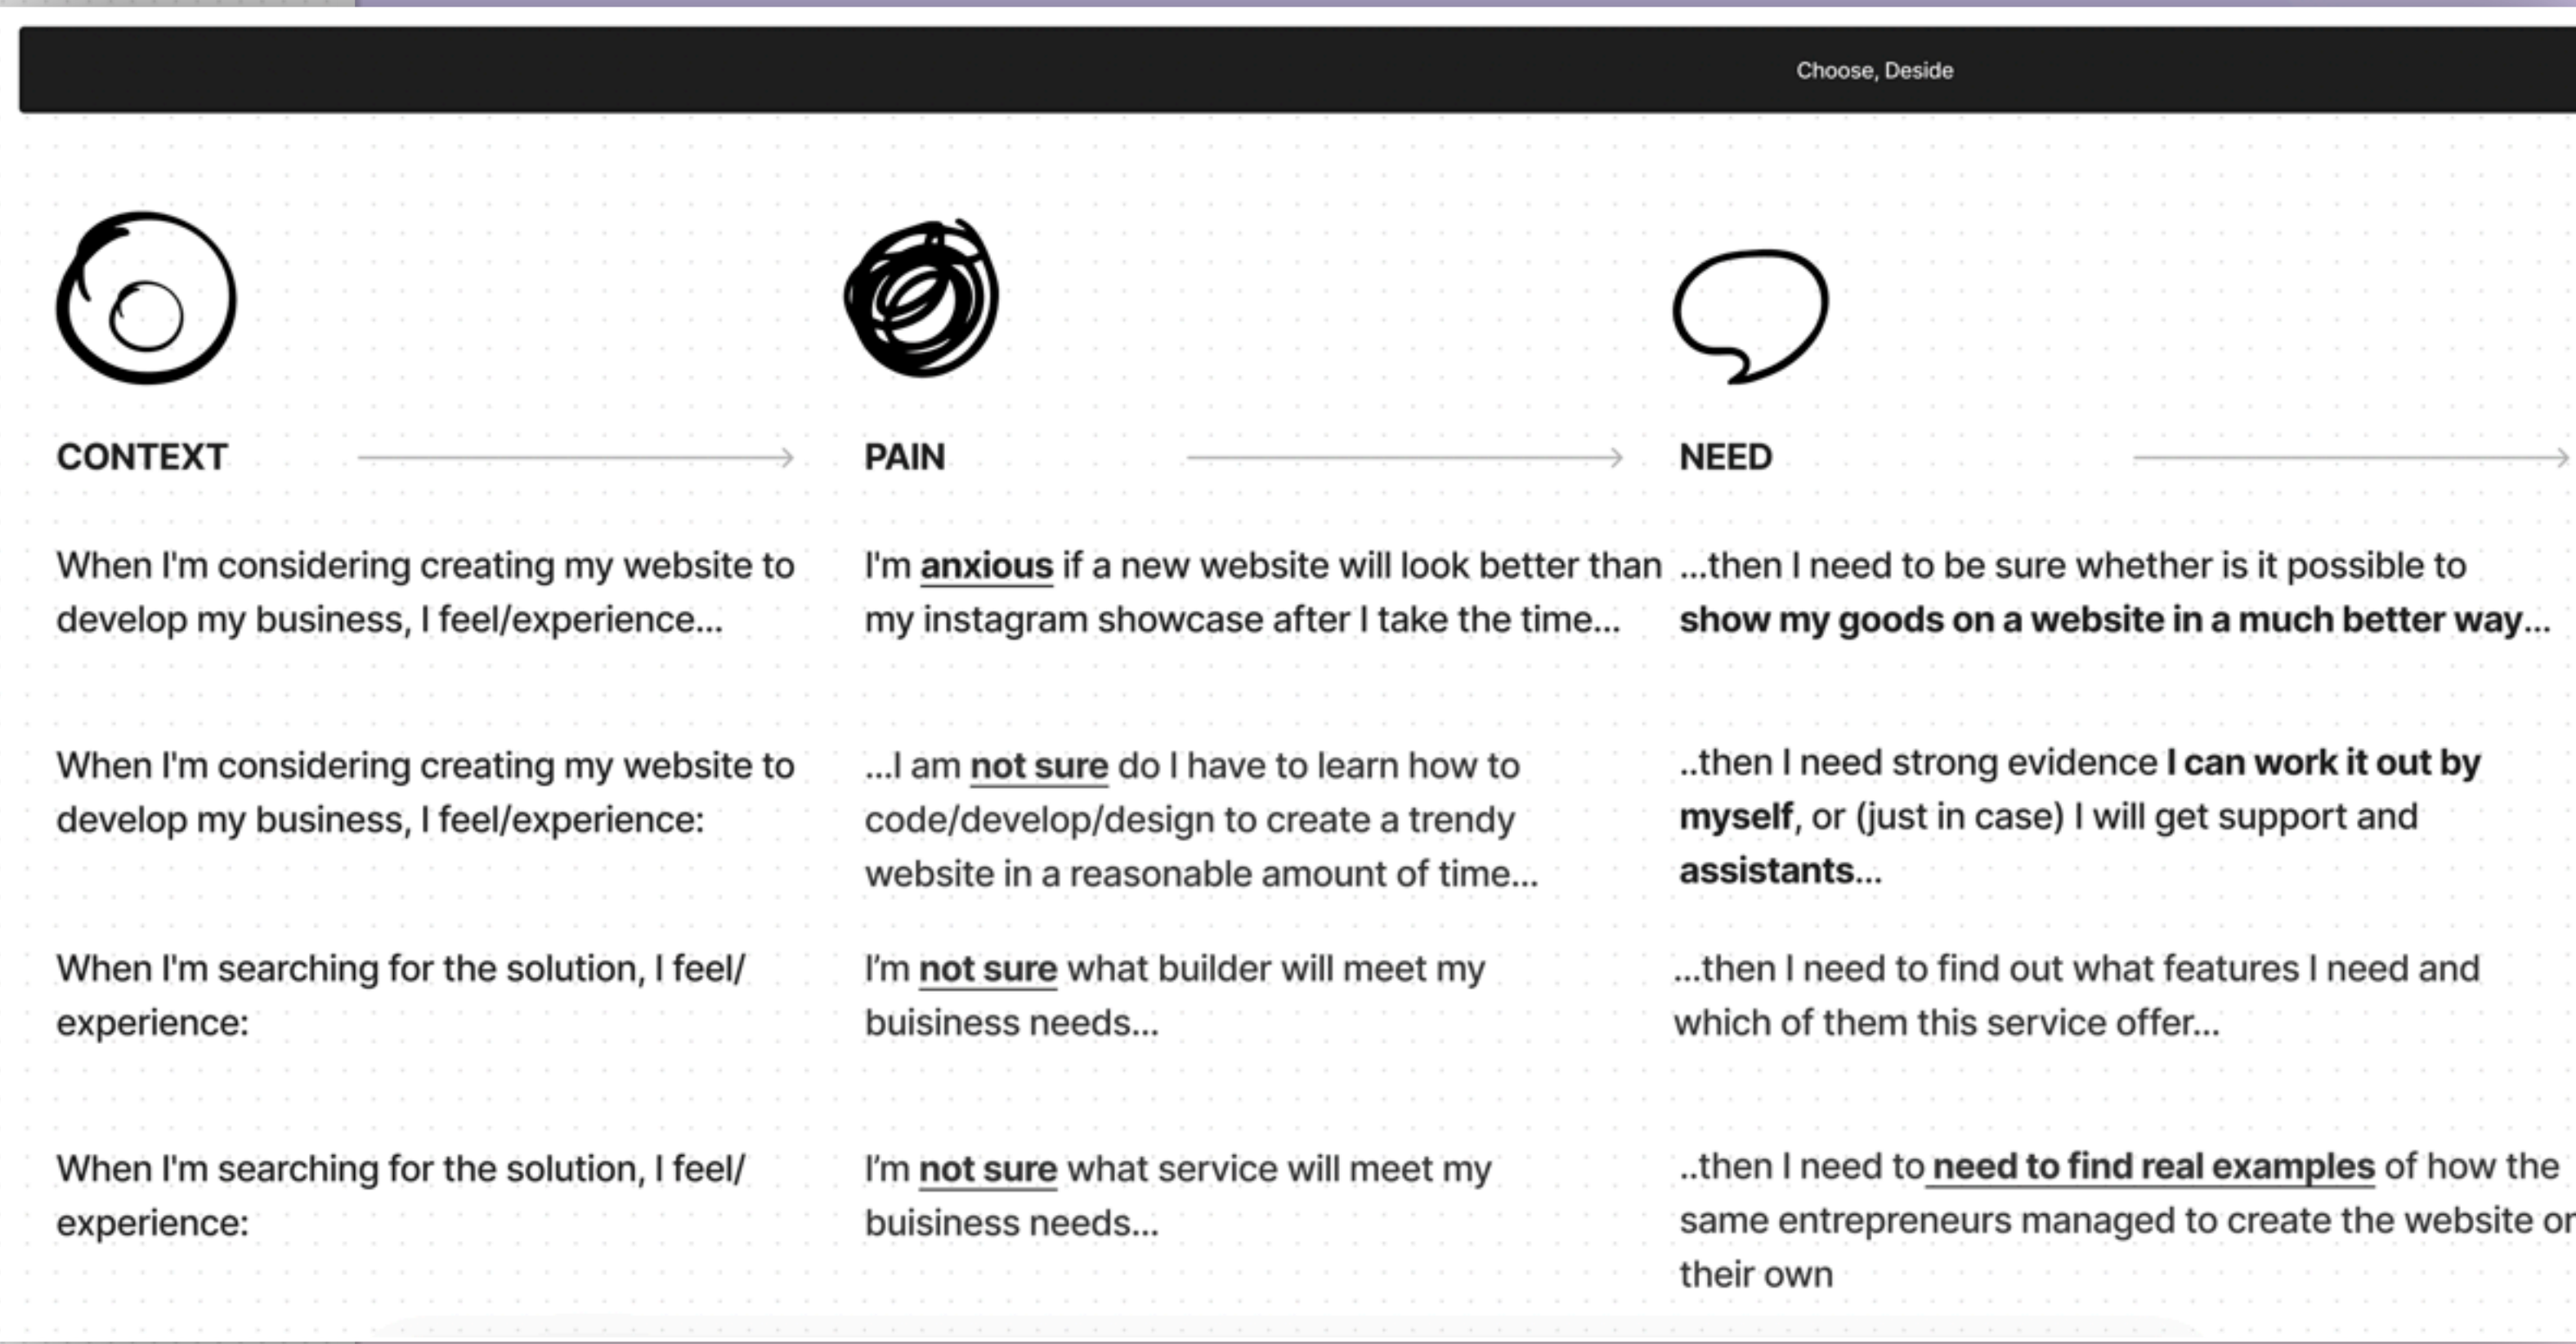 Choose, Deside
CONTEXT
PAIN
NEED
When I'm considering creating my website to
develop my business, I feel/experience...
I'm anxious if a new website will look better than
my instagram showcase after I take the time...
...then I need to be sure whether is it possible to
show my goods on a website in a much better way...
When I'm considering creating my website to
develop my business, I feel/experience:
...I am not sure do I have to learn how to
code/develop/design to create a trendy
website in a reasonable amount of time...
..then I need strong evidence I can work it out by
myself, or (just in case) I will get support and
assistants...
When I'm searching for the solution, I feel/
experience:
I'm not sure what builder will meet my
buisiness needs...
...then I need to find out what features I need and
which of them this service offer...
When I'm searching for the solution, I feel/
experience:
I'm not sure what service will meet my
buisiness needs...
..then I need to need to find real examples of how the
same entrepreneurs managed to create the website on
their own